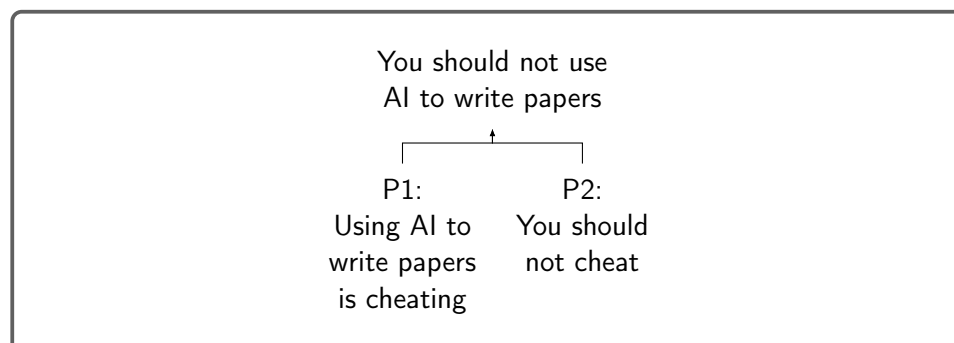 You should not use
AI to write papers
P1:
Using AI to
write papers
is cheating
P2:
You should
not cheat